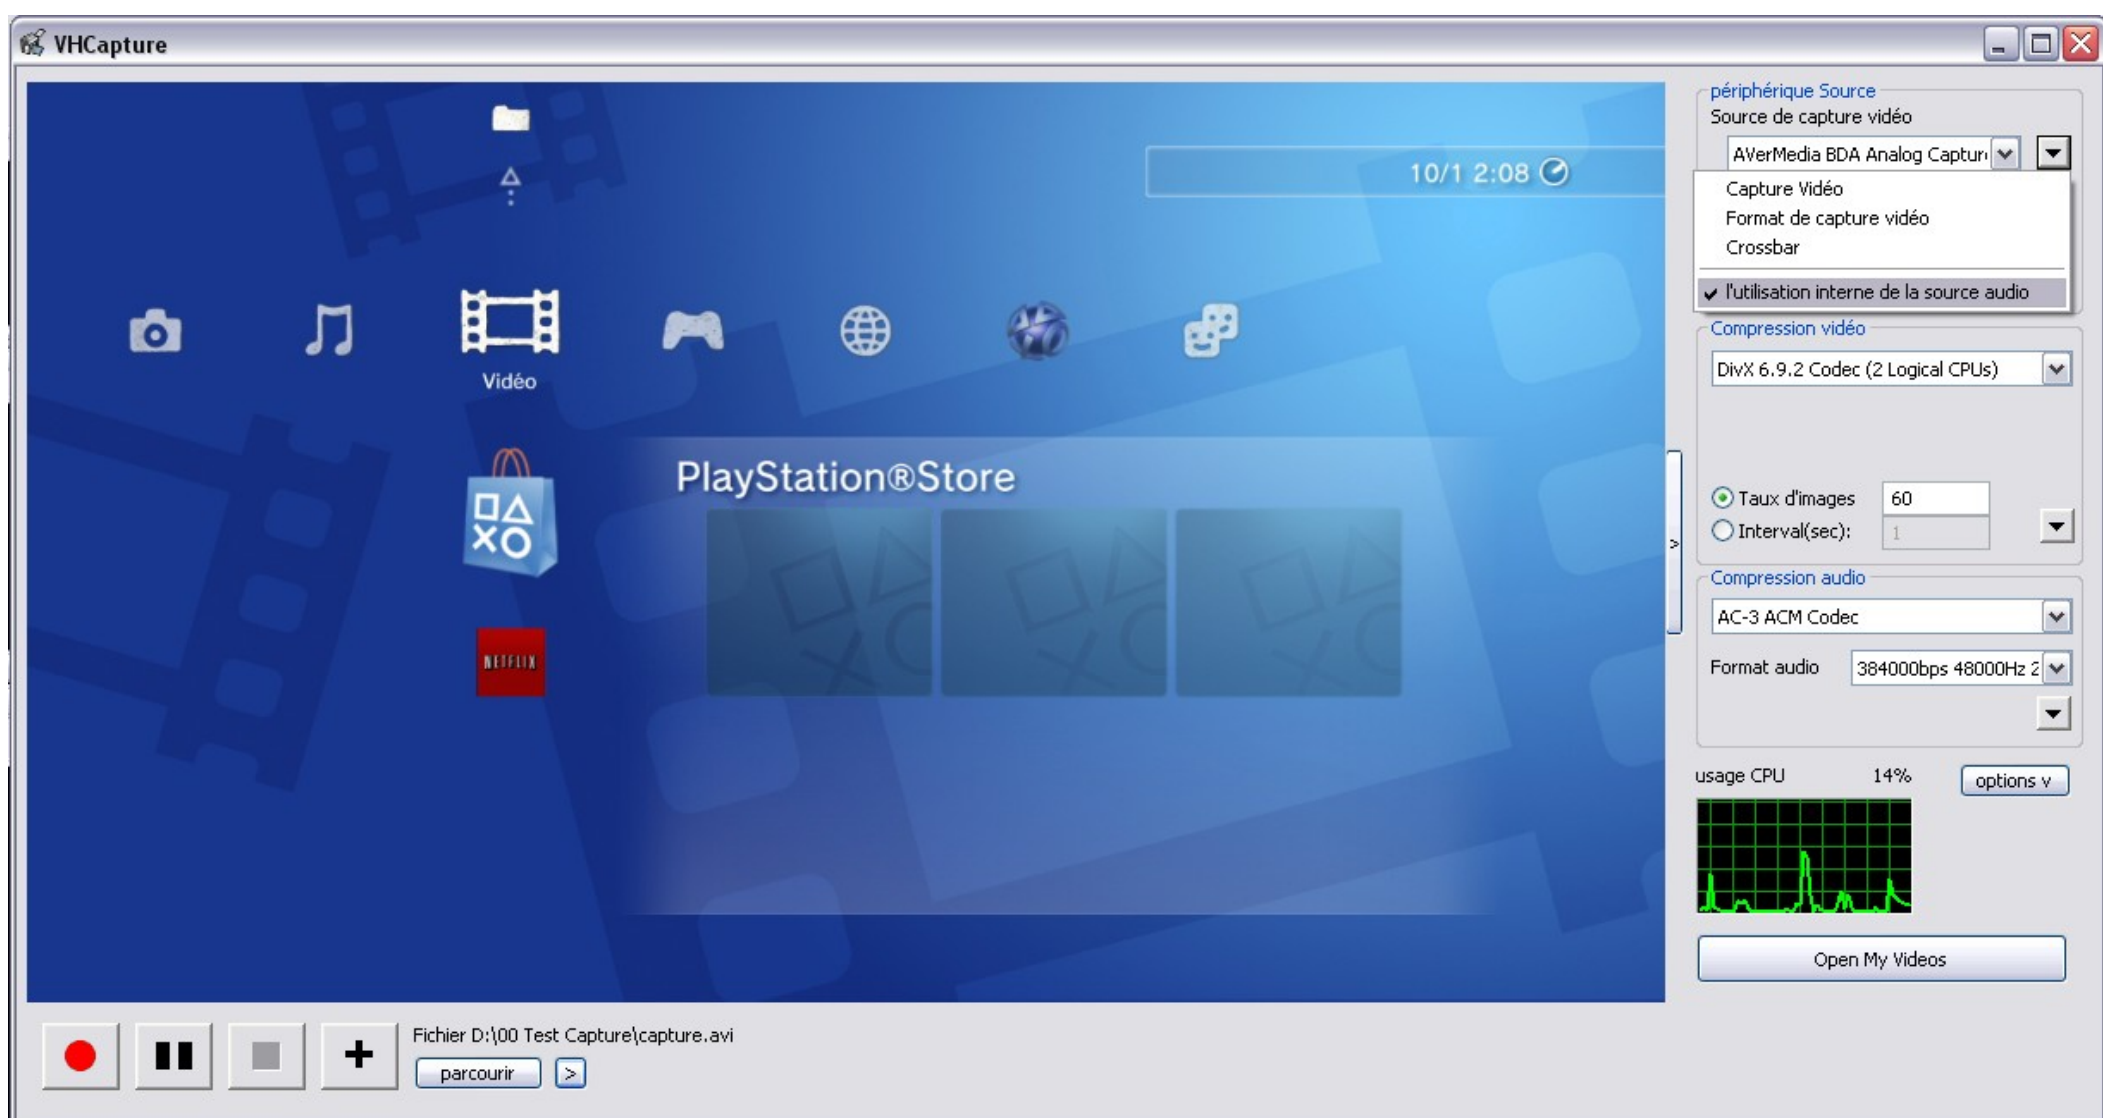 VHCapture
10/1 2:08
Vidéo
PlayStation®Store
NETFLIX
périphérique Source
Source de capture vidéo
AVerMedia BDA Analog Captur
Capture Vidéo
Format de capture vidéo
Crossbar
l'utilisation interne de la source audio
Compression vidéo
DivX 6.9.2 Codec (2 Logical CPUs)
Taux d'images 60
Interval(sec): 1
>
Compression audio
AC-3 ACM Codec
Format audio 384000bps 48000Hz 2
usage CPU 14% options v
Open My Videos
Fichier D:\00 Test Capture\capture.avi
parcourir >